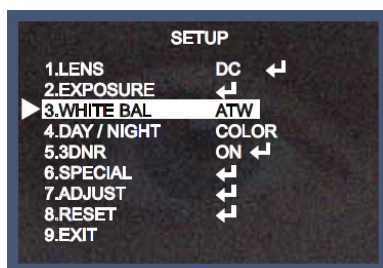 SETUP
1.LENS DC ↵
2.EXPOSURE ↵
3.WHITE BAL ATW
4.DAY / NIGHT COLOR
5.3DNR ON ↵
6.SPECIAL ↵
7.ADJUST ↵
8.RESET ↵
9.EXIT